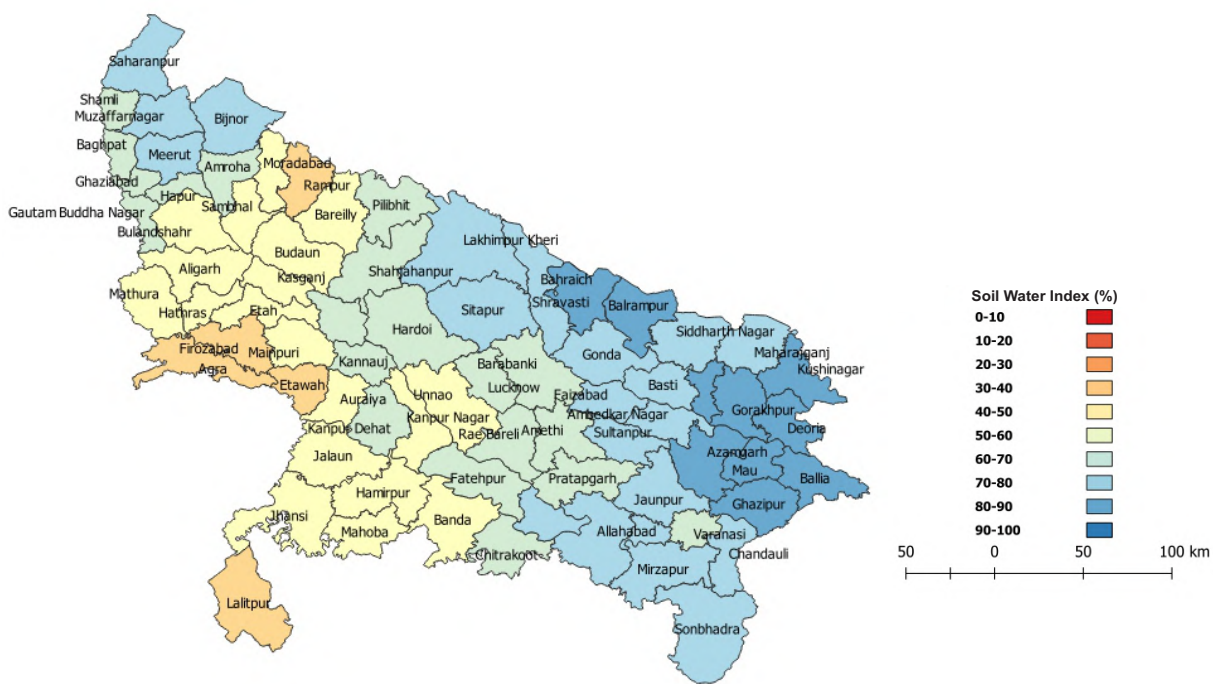 Saharanpur
Shamli
Muzaffarnagar
Bijnor
Baghpat
Meerut
Amroha
Moradabad
Ghaziabad
Rampur
Hapur
Sambhal
Bareilly
Pilibhit
Gautam Buddha Nagar
Bulandshahr
Lakhimpur Kheri
Budaun
Aligarh
Shahjahanpur
Kasganj
Bahraich
Mathura
Shravasti
Balrampur
Hathras
Etah
Sitapur
Hardoi
Siddharth Nagar
Firozabad
Mainpuri
Gonda
Maharajganj
Kannauj
Barabanki
Kushinagar
Agra
Etawah
Lucknow
Basti
Auraiya
Unnao
Faizabad
Gorakhpur
Kanpur Dehat
Kanpur Nagar
Ambedkar Nagar
Deoria
Rae Bareli
Amethi
Sultanpur
Jalaun
Azamgarh
Mau
Ballia
Fatehpur
Pratapgarh
Hamirpur
Jaunpur
Ghazipur
Jhansi
Mahoba
Banda
Allahabad
Varanasi
Chitrakoot
Chandauli
Mirzapur
Lalitpur
Sonbhadra
Soil Water Index (%)
0-10
10-20
20-30
30-40
40-50
50-60
60-70
70-80
80-90
90-100
50 0 50 100 km